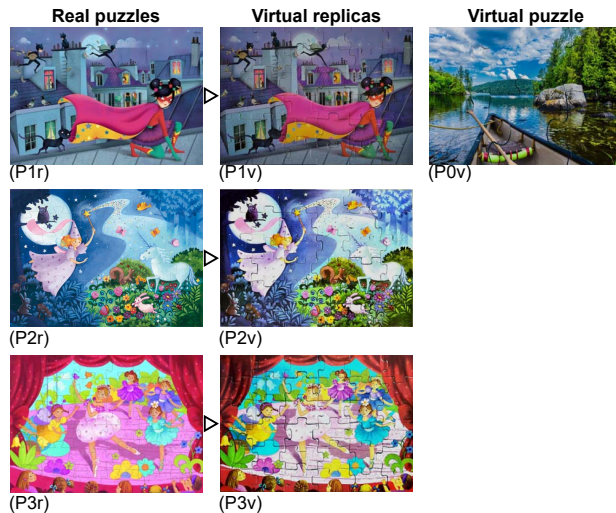 Real puzzles Virtual replicas Virtual puzzle
(P1r) (P1v) (P0v)
(P2r) (P2v)
(P3r) (P3v)